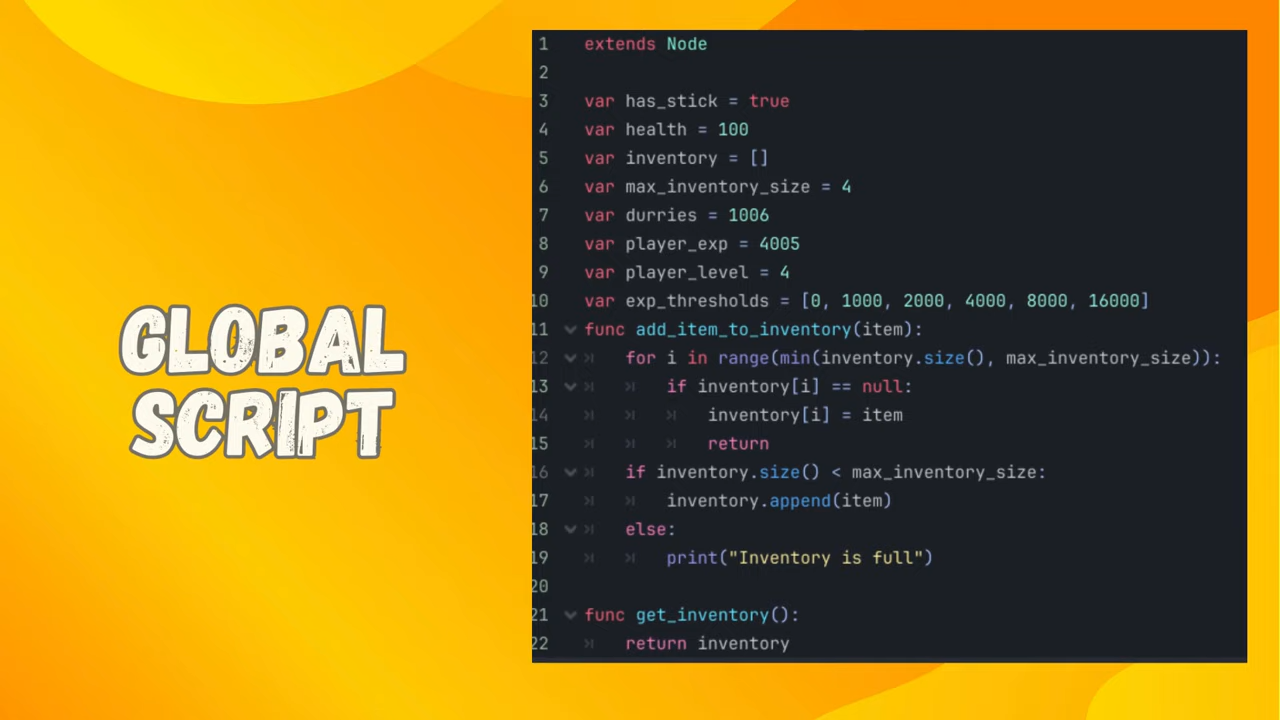 GLOBAL
SCRIPT
1 extends Node
2
3 var has_stick = true
4 var health = 100
5 var inventory = []
6 var max_inventory_size = 4
7 var durries = 1006
8 var player_exp = 4005
9 var player_level = 4
10 var exp_thresholds = [0, 1000, 2000, 4000, 8000, 16000]
11 func add_item_to_inventory(item):
12 for i in range(min(inventory.size(), max_inventory_size)):
13 if inventory[i] == null:
14 inventory[i] = item
15 return
16 if inventory.size() < max_inventory_size:
17 inventory.append(item)
18 else:
19 print("Inventory is full")
20
21 func get_inventory():
22 return inventory